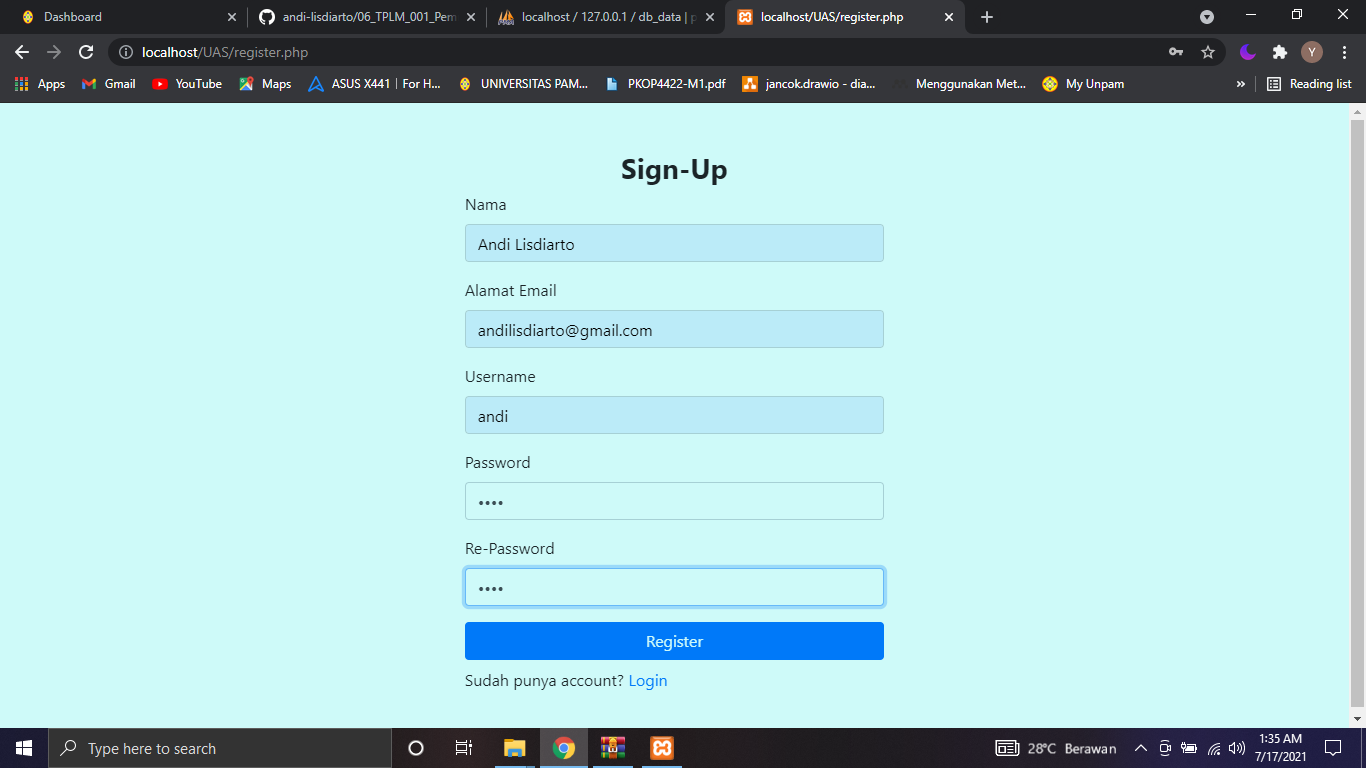 Dashboard
andi-lisdiarto/06_TPLM_001_Pem
localhost / 127.0.0.1 / db_data | p
localhost/UAS/register.php
localhost/UAS/register.php
Y
Apps
Gmail
YouTube
Maps
ASUS X441 | For H...
UNIVERSITAS PAM...
PKOP4422-M1.pdf
jancok.drawio - dia...
Menggunakan Met...
My Unpam
»
Reading list
Sign-Up
Nama
Andi Lisdiarto
Alamat Email
andilisdiarto@gmail.com
Username
andi
Password
••••
Re-Password
••••
Register
Sudah punya account? Login
Type here to search
28°C Berawan
1:35 AM
7/17/2021